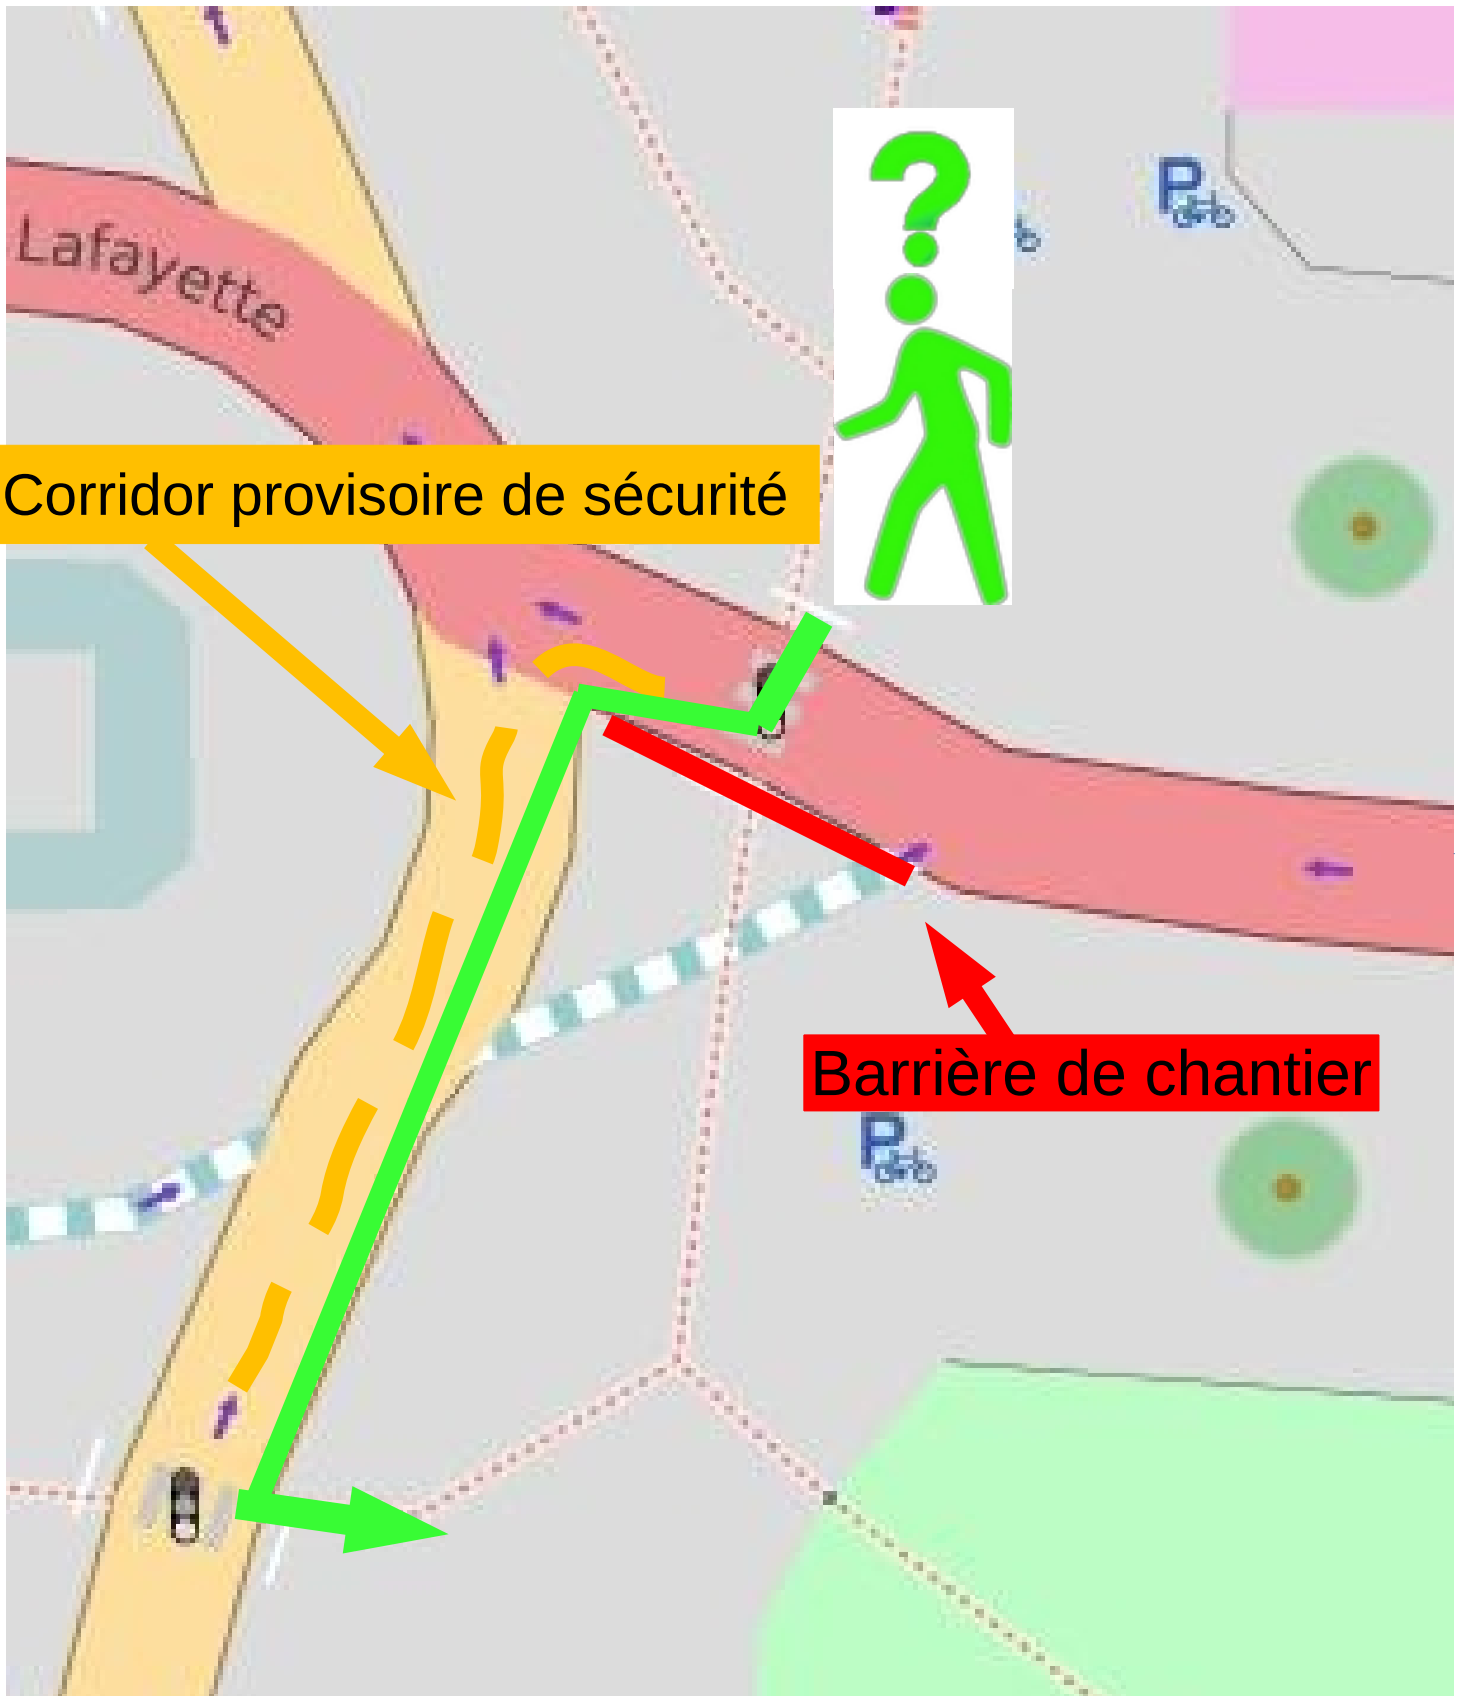 ?
P
Lafayette
Corridor provisoire de sécurité
Barrière de chantier
P